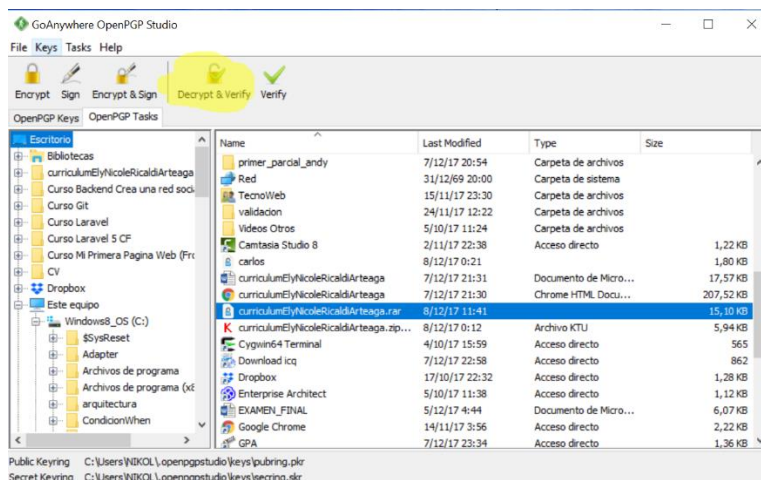 GoAnywhere OpenPGP Studio
File Keys Tasks Help
Encrypt Sign Encrypt & Sign Decrypt & Verify Verify
OpenPGP Keys OpenPGP Tasks
Escritorio
Bibliotecas
curriculumElyNicoleRicaldiArteaga
Curso Backend Crea una red soci
Curso Git
Curso Laravel
Curso Laravel 5 CF
Curso Mi Primera Pagina Web (Fr
CV
Dropbox
Este equipo
Windows8_OS (C:)
$SysReset
Adapter
Archivos de programa
Archivos de programa (x8
arquitectura
CondicionWhen
Name Last Modified Type Size
primer_parcial_andy 7/12/17 20:54 Carpeta de archivos
Red 31/12/69 20:00 Carpeta de sistema
TecnoWeb 15/11/17 23:30 Carpeta de archivos
validacion 24/11/17 12:22 Carpeta de archivos
Videos Otros 5/10/17 11:24 Carpeta de archivos
Camtasia Studio 8 2/11/17 22:38 Acceso directo 1,22 KB
carlos 8/12/17 0:21 1,80 KB
curriculumElyNicoleRicaldiArteaga 7/12/17 21:31 Documento de Micro... 17,57 KB
curriculumElyNicoleRicaldiArteaga 7/12/17 21:30 Chrome HTML Docu... 207,52 KB
curriculumElyNicoleRicaldiArteaga.rar 8/12/17 11:41 15,10 KB
curriculumElyNicoleRicaldiArteaga.zip... 8/12/17 0:12 Archivo KTU 5,94 KB
Cygwin64 Terminal 4/10/17 15:59 Acceso directo 565
Download icq 7/12/17 22:58 Acceso directo 862
Dropbox 17/10/17 22:32 Acceso directo 1,28 KB
Enterprise Architect 5/10/17 11:38 Acceso directo 1,12 KB
EXAMEN_FINAL 5/12/17 4:44 Documento de Micro... 6,07 KB
Google Chrome 14/11/17 3:56 Acceso directo 2,22 KB
GPA 7/12/17 23:34 Acceso directo 1,36 KB
Public Keyring C:\Users\NIKOL\.openpgpstudio\keys\pubring.pkr
Secret Keyring C:\Users\NIKOL\.openpgpstudio\keys\secring.skr